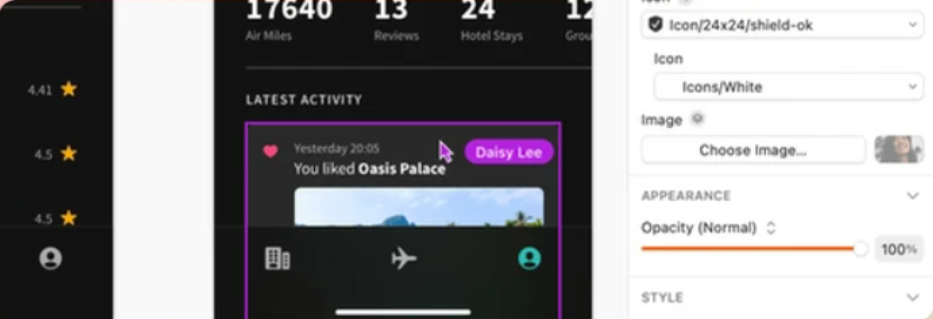 4.41
4.5
4.5
17640
Air Miles
13
Reviews
24
Hotel Stays
12
Grou
LATEST ACTIVITY
Yesterday 20:05
You liked Oasis Palace
Daisy Lee
Icon/24x24/shield-ok
Icon
Icons/White
Image
Choose Image...
APPEARANCE
Opacity (Normal)
100%
STYLE